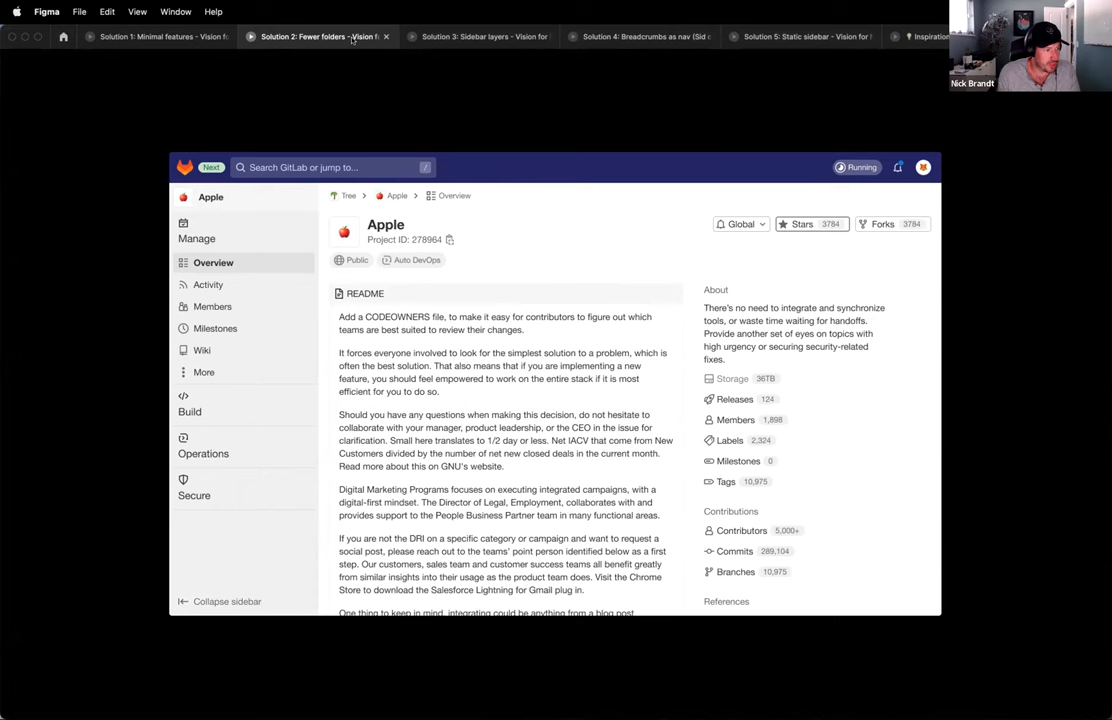 Figma File Edit View Window Help
Solution 1: Minimal features - Vision f
Solution 2: Fewer folders - Vision f
Solution 3: Sidebar layers - Vision for
Solution 4: Breadcrumbs as nav (Sid
Solution 5: Static sidebar - Vision for
Inspiration
Nick Brandt
Next
Search GitLab or jump to...
/
Running
Apple
Manage
Overview
Activity
Members
Milestones
Wiki
More
Build
Operations
Secure
Collapse sidebar
Tree > Apple > Overview
Apple
Project ID: 278964
Public
Auto DevOps
Global
Stars 3784
Forks 3784
README
Add a CODEOWNERS file, to make it easy for contributors to figure out which
teams are best suited to review their changes.
It forces everyone involved to look for the simplest solution to a problem, which is
often the best solution. That also means that if you are implementing a new
feature, you should feel empowered to work on the entire stack if it is most
efficient for you to do so.
Should you have any questions when making this decision, do not hesitate to
collaborate with your manager, product leadership, or the CEO in the issue for
clarification. Small here translates to 1/2 day or less. Net IACV that come from New
Customers divided by the number of net new closed deals in the current month.
Read more about this on GNU's website.
Digital Marketing Programs focuses on executing integrated campaigns, with a
digital-first mindset. The Director of Legal, Employment, collaborates with and
provides support to the People Business Partner team in many functional areas.
If you are not the DRI on a specific category or campaign and want to request a
social post, please reach out to the teams' point person identified below as a first
step. Our customers, sales team and customer success teams all benefit greatly
from similar insights into their usage as the product team does. Visit the Chrome
Store to download the Salesforce Lightning for Gmail plug in.
One thing to keep in mind, integrating could be anything from a blog post
About
There's no need to integrate and synchronize
tools, or waste time waiting for handoffs.
Provide another set of eyes on topics with
high urgency or securing security-related
fixes.
Storage 36TB
Releases 124
Members 1,898
Labels 2,324
Milestones 0
Tags 10,975
Contributions
Contributors 5,000+
Commits 289,104
Branches 10,975
References